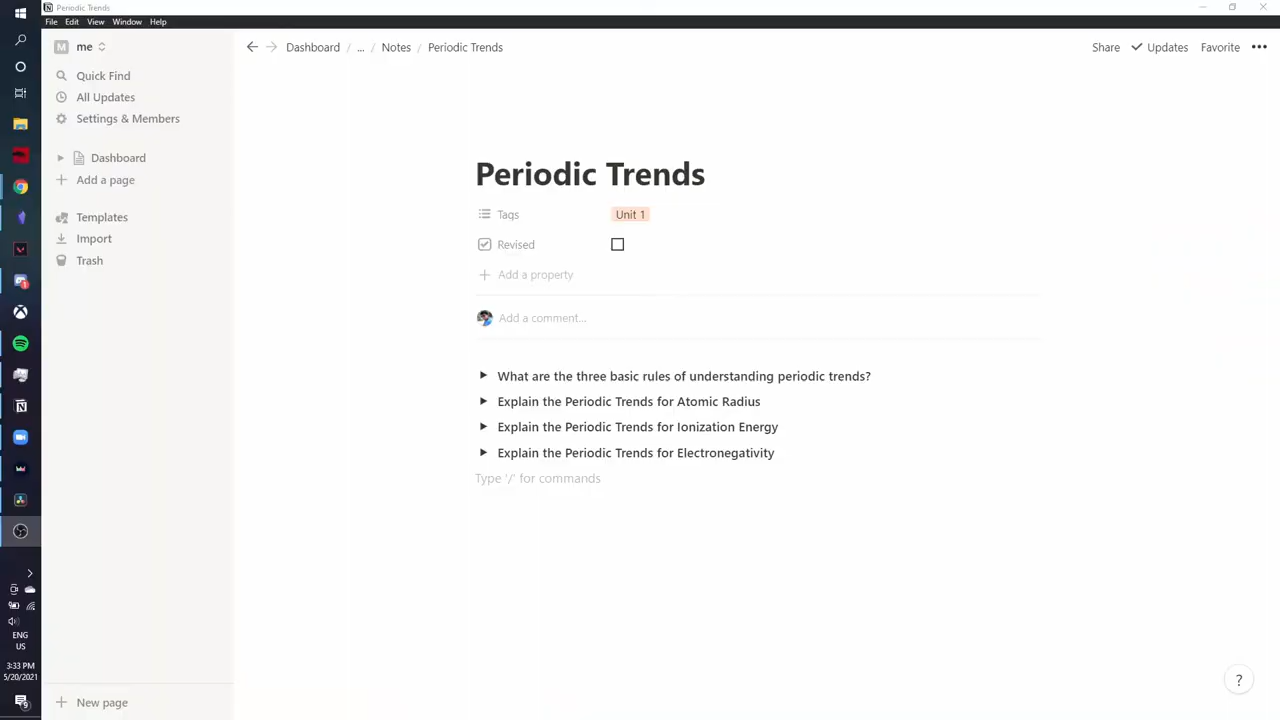 Periodic Trends
File Edit View Window Help
M me
Dashboard / ... / Notes / Periodic Trends
Share Updates Favorite
Quick Find
All Updates
Settings & Members
Dashboard
Add a page
Templates
Import
Trash
Periodic Trends
Tags Unit 1
Revised
Add a property
Add a comment...
What are the three basic rules of understanding periodic trends?
Explain the Periodic Trends for Atomic Radius
Explain the Periodic Trends for Ionization Energy
Explain the Periodic Trends for Electronegativity
Type '/' for commands
ENG
US
3:33 PM
5/20/2021
New page
?